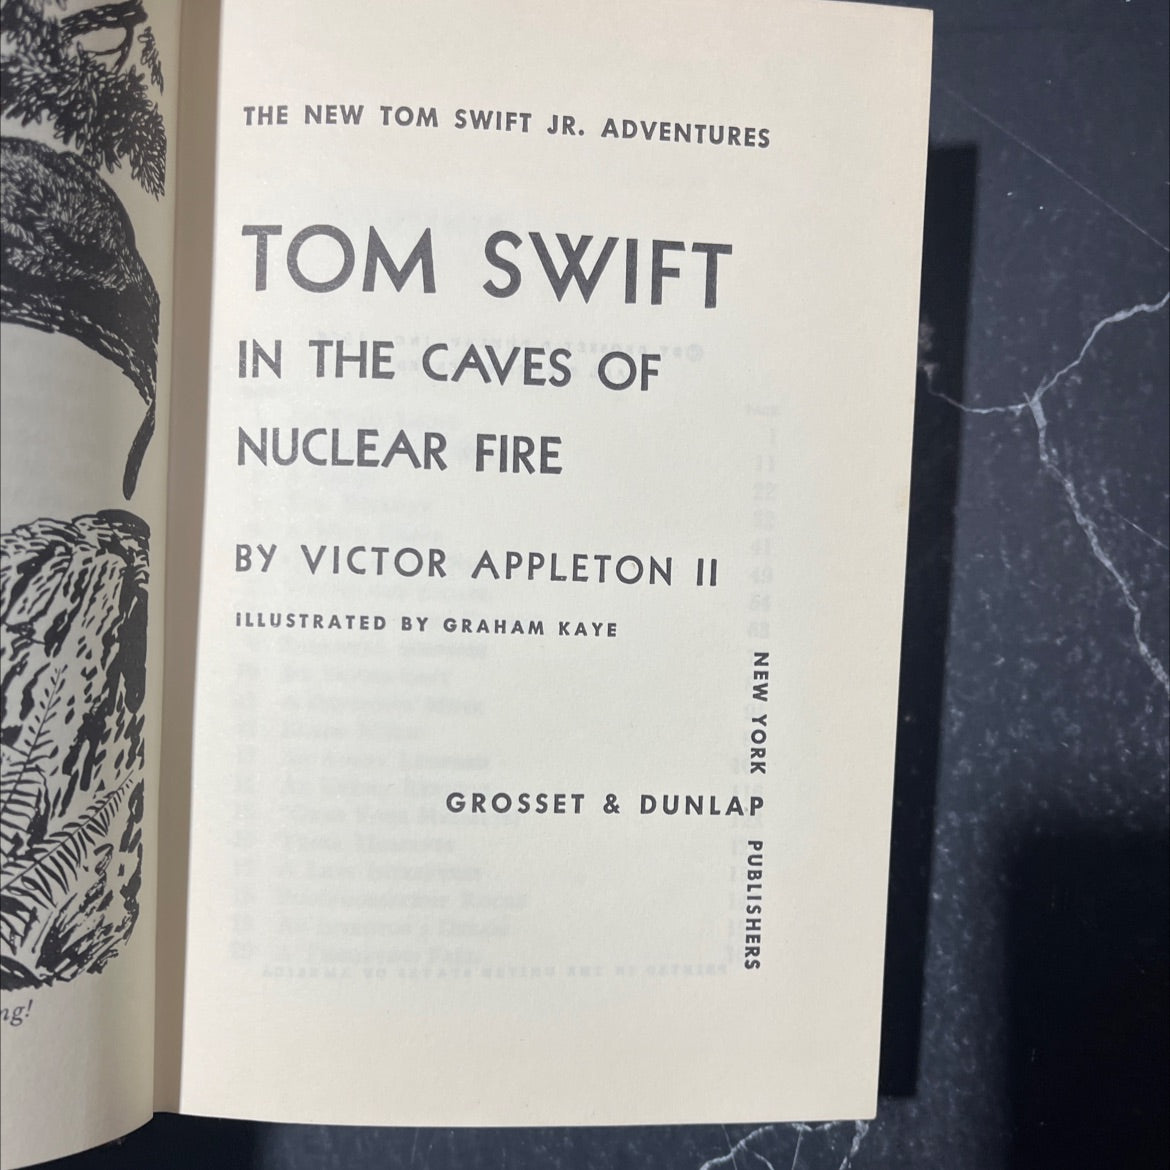 THE NEW TOM SWIFT JR. ADVENTURES
TOM SWIFT
IN THE CAVES OF
NUCLEAR FIRE
BY VICTOR APPLETON II
ILLUSTRATED BY GRAHAM KAYE
NEW YORK
GROSSET & DUNLAP
PUBLISHERS
ng!